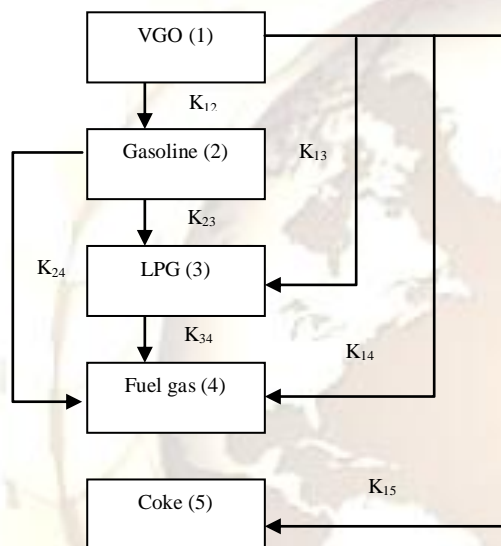 VGO (1)
K₁₂
Gasoline (2)
K₁₃
K₂₃
K₂₄
LPG (3)
K₃₄
K₁₄
Fuel gas (4)
K₁₅
Coke (5)